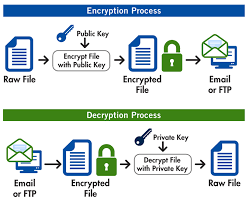 Encryption Process
Public Key
Encrypt File
with Public Key
Raw File
Encrypted
File
Email
or FTP
Decryption Process
Private Key
Decrypt File
with Private Key
Email
or FTP
Encrypted
File
Raw File